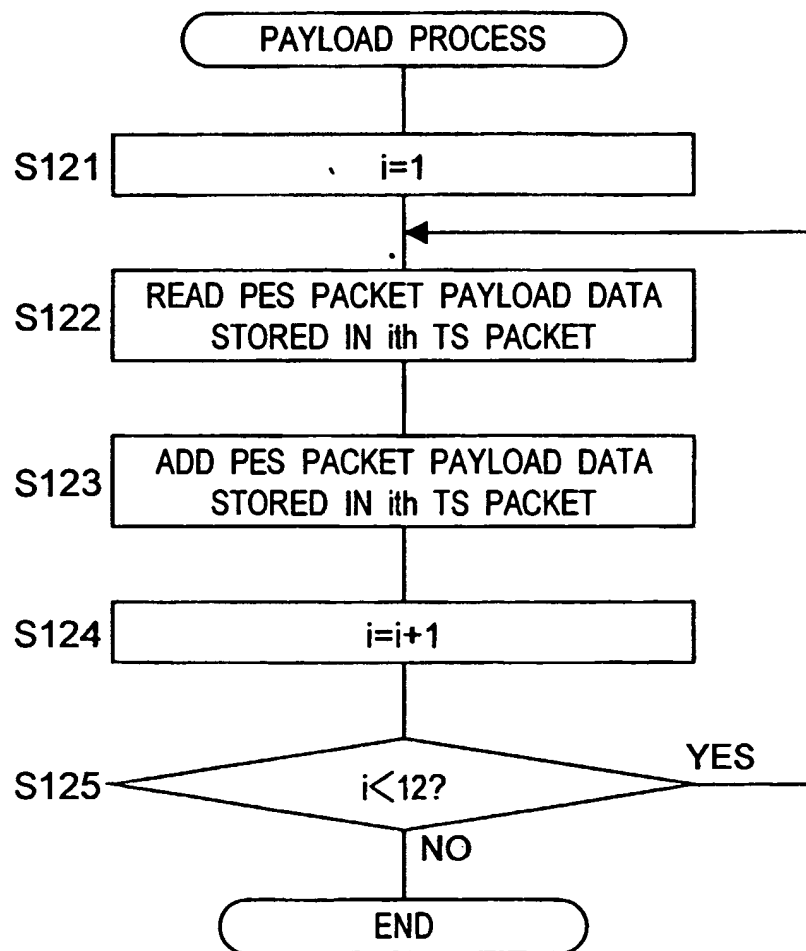 PAYLOAD PROCESS
S121
i=1
S122
READ PES PACKET PAYLOAD DATA
STORED IN ith TS PACKET
S123
ADD PES PACKET PAYLOAD DATA
STORED IN ith TS PACKET
S124
i=i+1
S125
i<12?
YES
NO
END